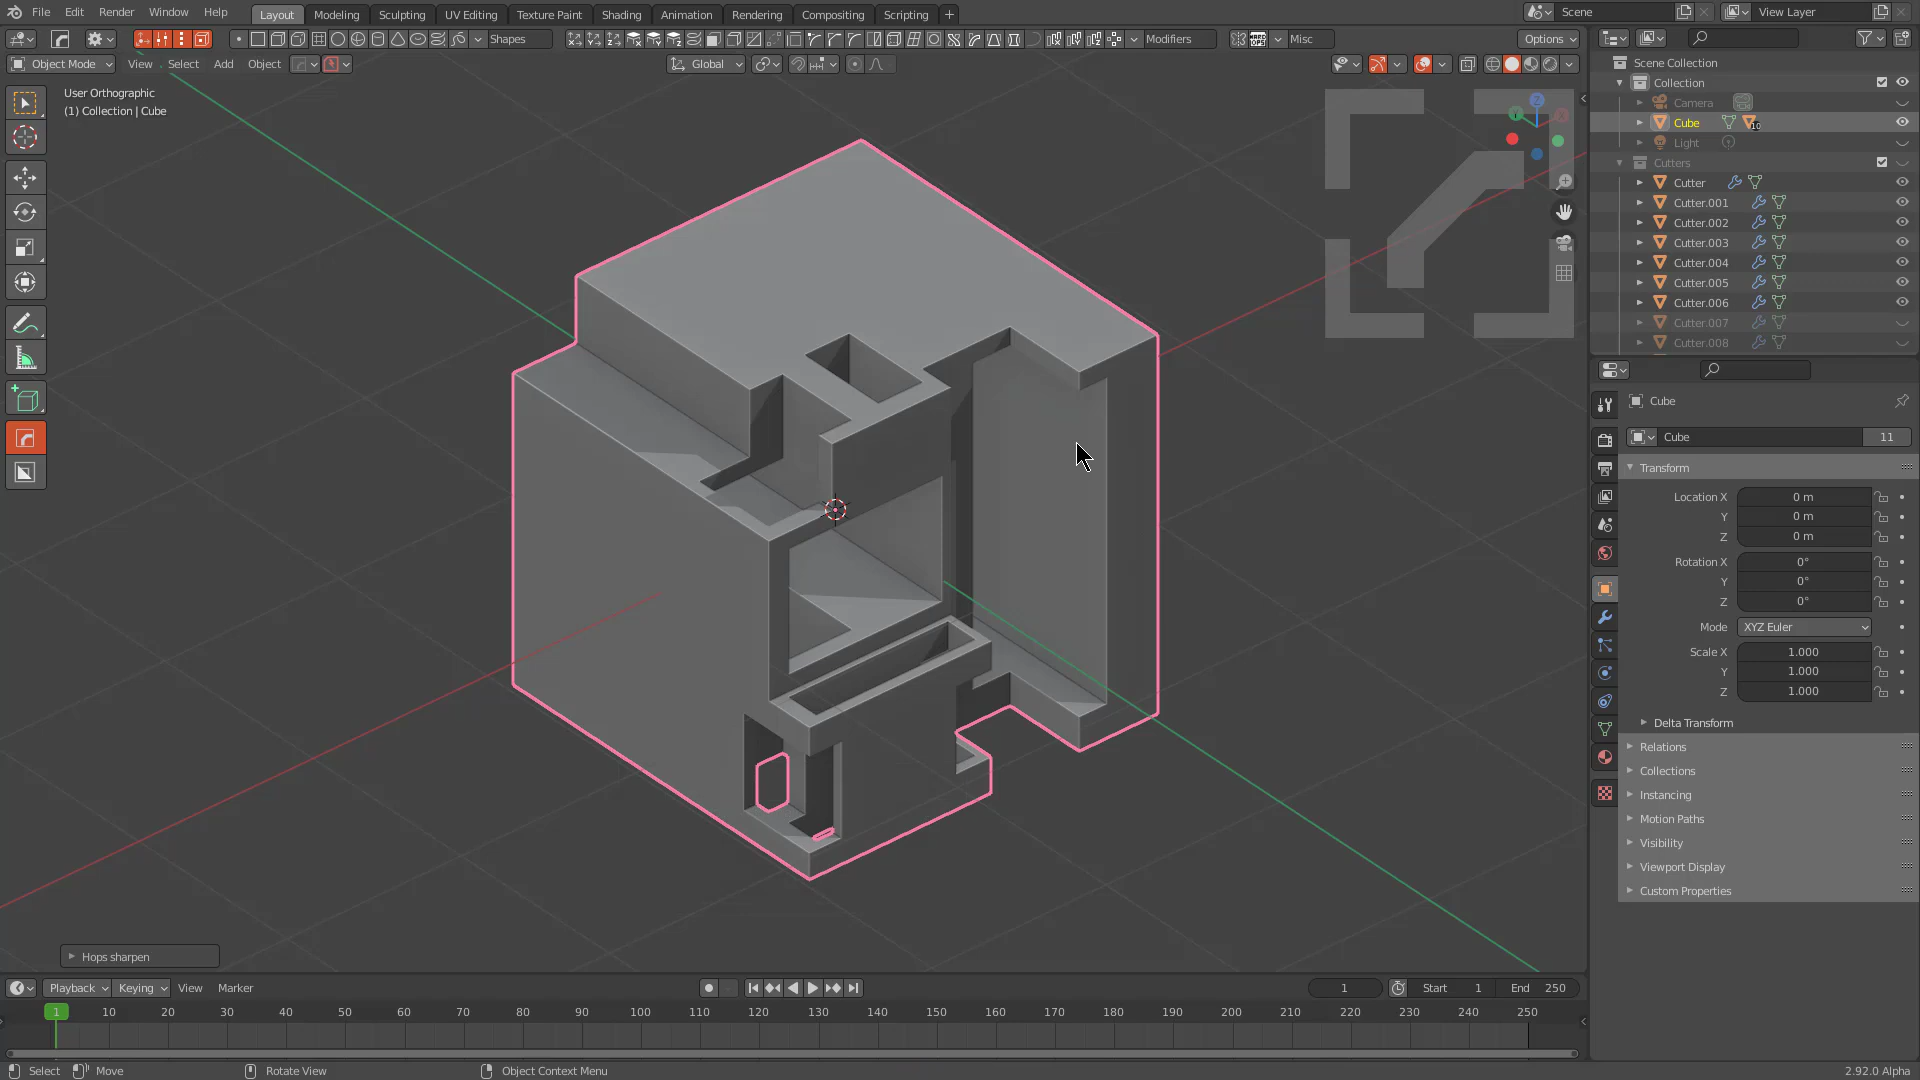 File Edit Render Window Help Layout Modeling Sculpting UV Editing Texture Paint Shading Animation Rendering Compositing Scripting + Scene View Layer
Shapes Modifiers Misc Options
Object Mode View Select Add Object Global
User Orthographic
(1) Collection | Cube
Z
Y
X
Scene Collection
Collection
Camera
Cube 10
Light
Cutters
Cutter
Cutter.001
Cutter.002
Cutter.003
Cutter.004
Cutter.005
Cutter.006
Cutter.007
Cutter.008
Cube
Cube 11
Transform
Location X 0 m
Y 0 m
Z 0 m
Rotation X 0°
Y 0°
Z 0°
Mode XYZ Euler
Scale X 1.000
Y 1.000
Z 1.000
Delta Transform
Relations
Collections
Instancing
Motion Paths
Visibility
Viewport Display
Custom Properties
Hops sharpen
Playback Keying View Marker 1 Start 1 End 250
1 10 20 30 40 50 60 70 80 90 100 110 120 130 140 150 160 170 180 190 200 210 220 230 240 250
Select Move Rotate View Object Context Menu 2.92.0 Alpha